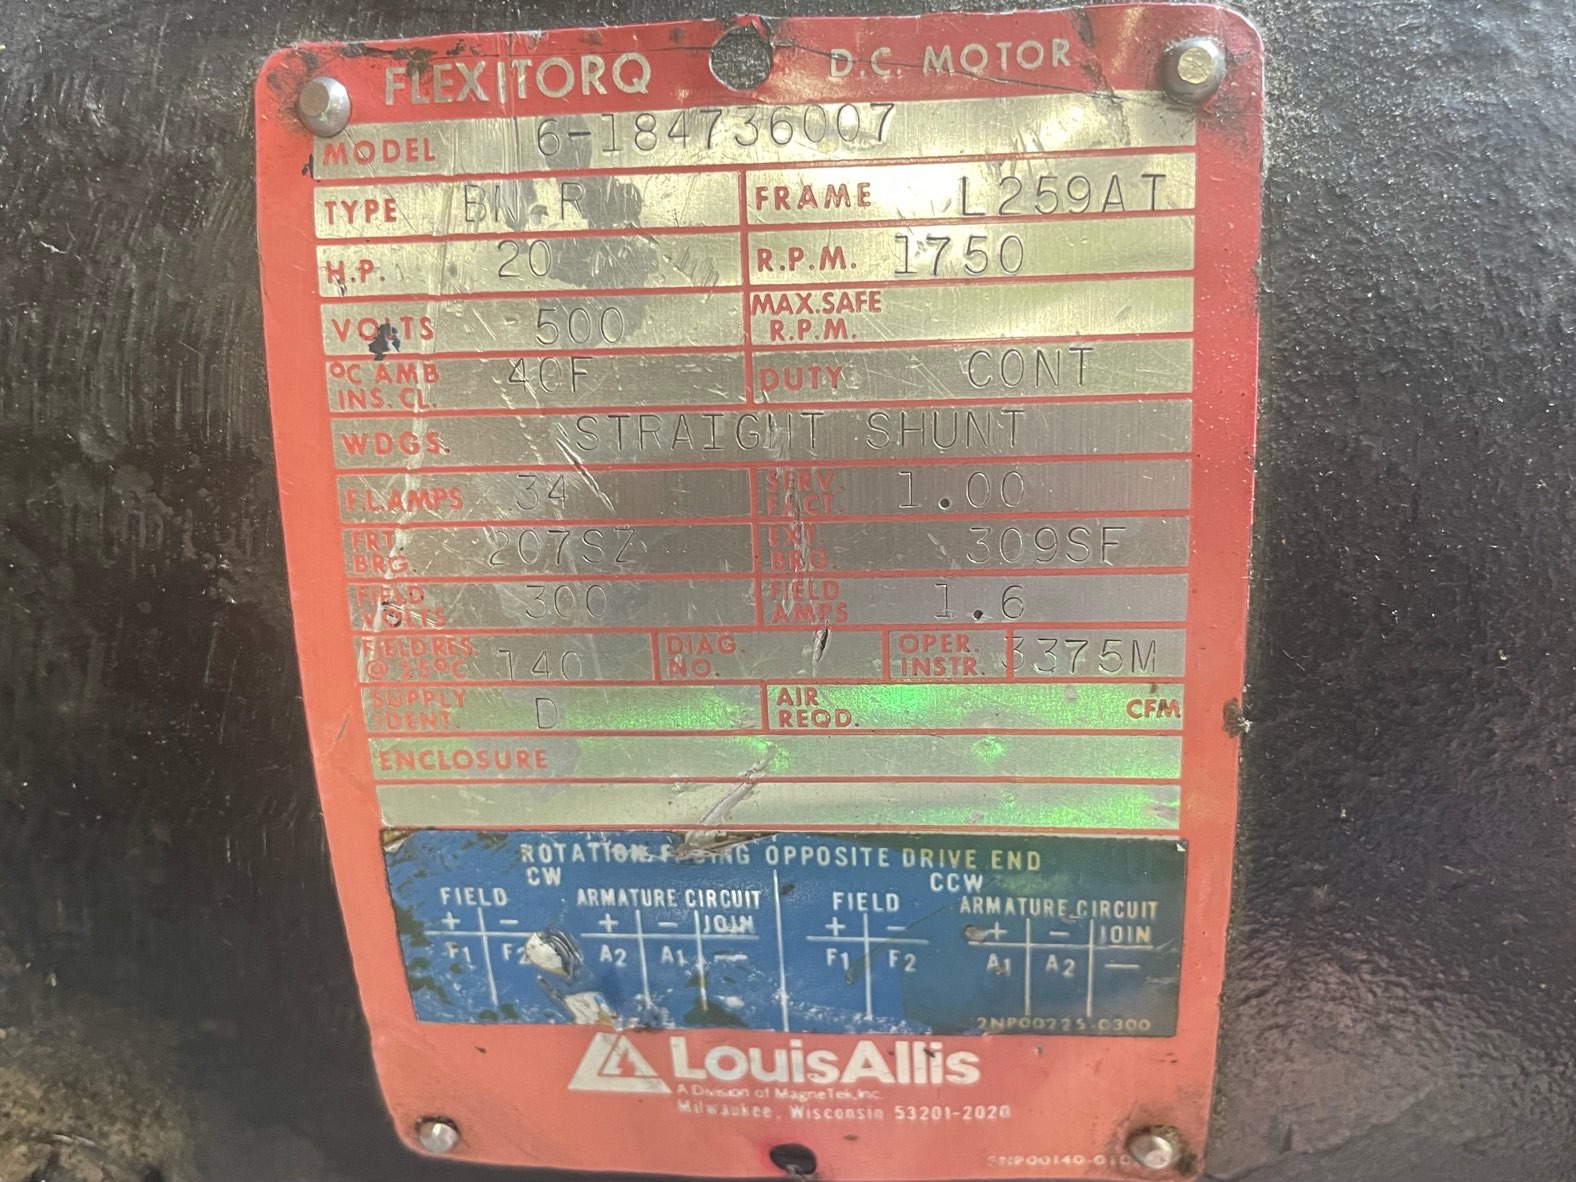 FLEXITORQ D.C. MOTOR
MODEL 6-184736007
TYPE BN R FRAME L259AT
H.P. 20 R.P.M. 1750
VOLTS 500 MAX.SAFE R.P.M.
°C AMB INS. CL. 40F DUTY CONT
WDGS. STRAIGHT SHUNT
F.L.AMPS 34 SERV. FACT. 1.00
FRT. BRG. 207SZ EXT. BRG. 309SF
FIELD VOLTS 300 FIELD AMPS 1.6
FIELD RES. @ 25°C 140 DIAG. NO. OPER. INSTR. 3375M
SUPPLY IDENT. D AIR REQD. CFM
ENCLOSURE
ROTATION FACING OPPOSITE DRIVE END
CW CCW
FIELD ARMATURE CIRCUIT FIELD ARMATURE CIRCUIT
+ − + − JOIN + − + − JOIN
F1 F2 A2 A1 — F1 F2 A1 A2 —
2NP00225-0300
LouisAllis
A Division of MagneTek, Inc.
Milwaukee, Wisconsin 53201-2020